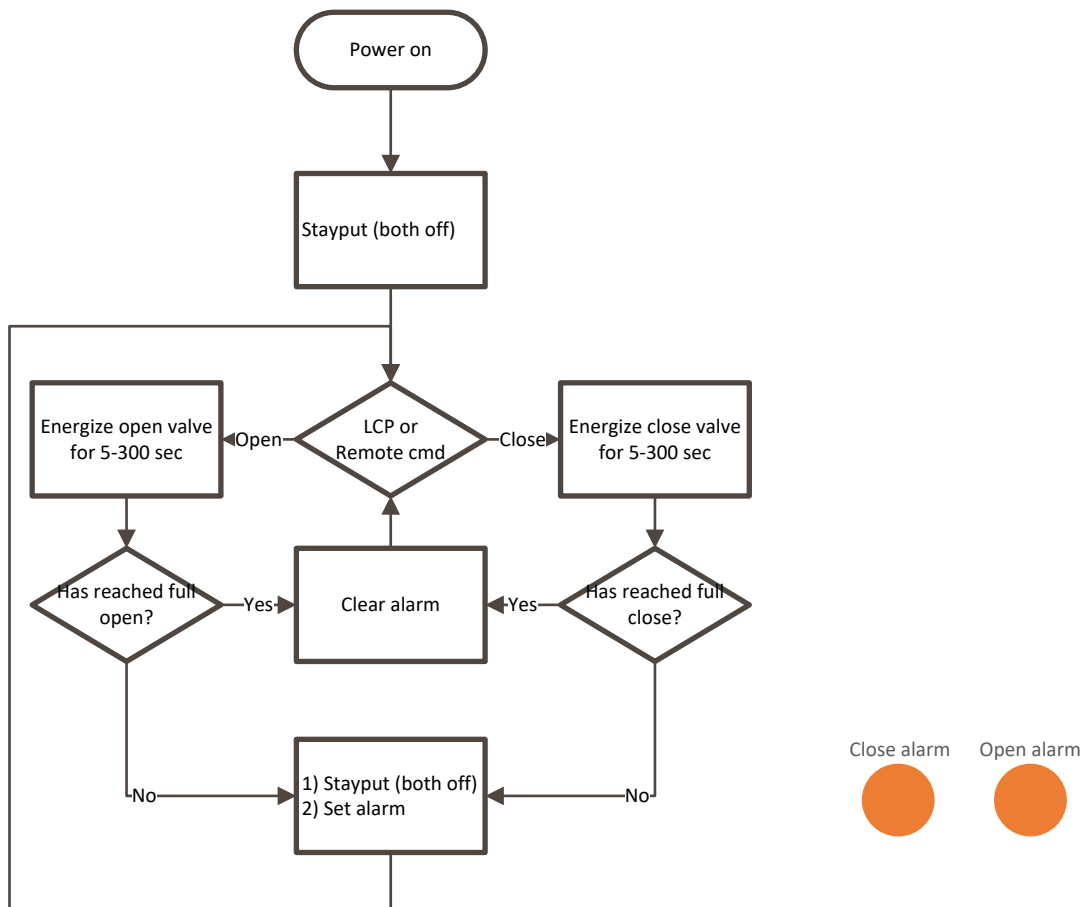 Power on
Stayput (both off)
Energize open valve
for 5-300 sec
Open
LCP or
Remote cmd
Close
Energize close valve
for 5-300 sec
Has reached full
open?
Yes
Clear alarm
Yes
Has reached full
close?
No
1) Stayput (both off)
2) Set alarm
No
Close alarm
Open alarm